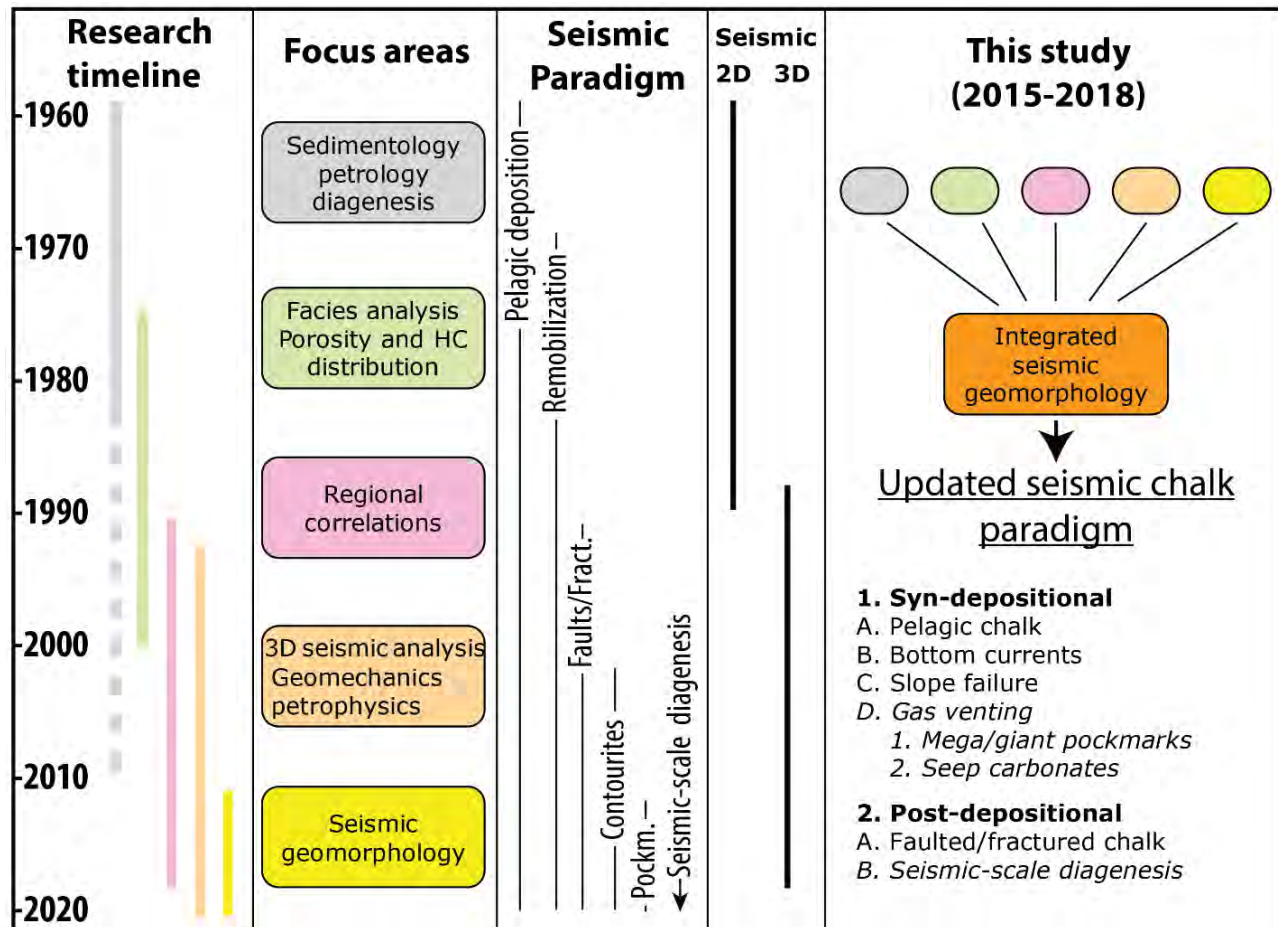 Research
timeline
-1960
-1970
-1980
-1990
-2000
-2010
-2020
Focus areas
Sedimentology
petrology
diagenesis
Facies analysis
Porosity and HC
distribution
Regional
correlations
3D seismic analysis
Geomechanics
petrophysics
Seismic
geomorphology
Seismic
Paradigm
Pelagic deposition
Remobilization
Faults/Fract.
Contourites
Pockm.
Seismic-scale diagenesis
Seismic
2D 3D
This study
(2015-2018)
Integrated
seismic
geomorphology
Updated seismic chalk
paradigm
1. Syn-depositional
A. Pelagic chalk
B. Bottom currents
C. Slope failure
D. Gas venting
1. Mega/giant pockmarks
2. Seep carbonates
2. Post-depositional
A. Faulted/fractured chalk
B. Seismic-scale diagenesis